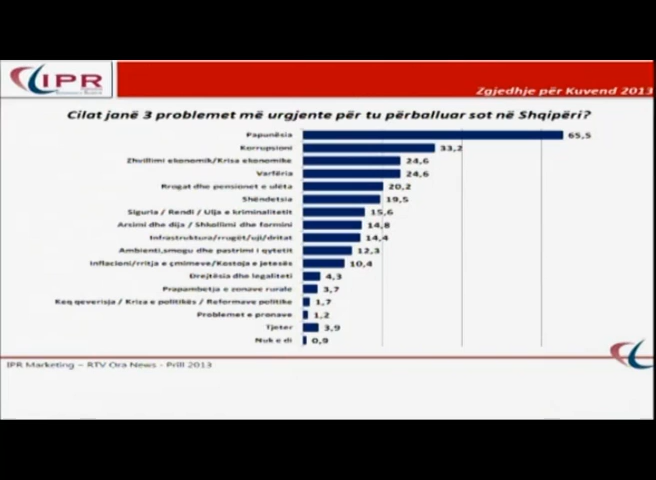 IPR
Zgjedhje për Kuvend 2013
Cilat janë 3 problemet më urgjente për tu përballuar sot në Shqipëri?
Papunësia 65,5
Korrupsioni 33,2
Zhvillimi ekonomik/Krisa ekonomike 24,6
Varfëria 24,6
Rrogat dhe pensionet e ulëta 20,2
Shëndetsia 19,5
Siguria / Rendi / Ulja e kriminalitetit 15,6
Arsimi dhe dija / Shkollimi dhe formini 14,8
Infrastruktura/rrugët/uji/dritat 14,4
Ambienti,smogu dhe pastrimi i qytetit 12,3
Inflacioni/rritja e çmimeve/Kostoja e jetesës 10,4
Drejtësia dhe legaliteti 4,3
Prapambetja e zonave rurale 3,7
Keq qeverisja / Kriza e politikës / Reformave politike 1,7
Problemet e pronave 1,2
Tjeter 3,9
Nuk e di 0,9
IPR Marketing – RTV Ora News - Prill 2013